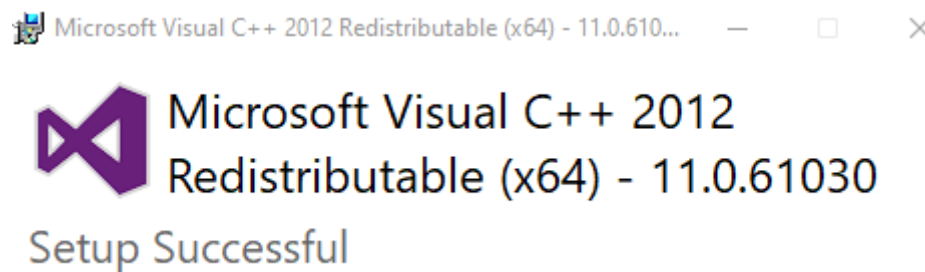 Microsoft Visual C++ 2012 Redistributable (x64) - 11.0.610...
Microsoft Visual C++ 2012
Redistributable (x64) - 11.0.61030
Setup Successful